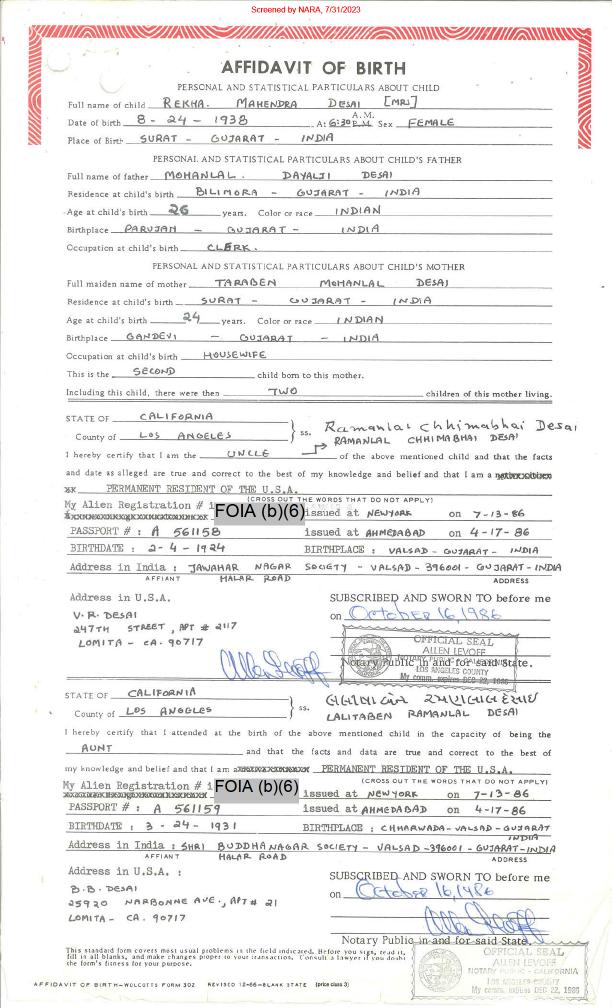 Screened by NARA, 7/31/2023
AFFIDAVIT OF BIRTH
PERSONAL AND STATISTICAL PARTICULARS ABOUT CHILD
Full name of child REKHA. MAHENDRA DESAI [MRS]
Date of birth 8 - 24 - 1938 At 6:30 A.M. P.M. Sex FEMALE
Place of Birth SURAT - GUJARAT - INDIA
PERSONAL AND STATISTICAL PARTICULARS ABOUT CHILD'S FATHER
Full name of father MOHANLAL. DAYALJI DESAI
Residence at child's birth BILIMORA - GUJARAT - INDIA
Age at child's birth 26 years. Color or race INDIAN
Birthplace PARUJAN - GUJARAT - INDIA
Occupation at child's birth CLERK.
PERSONAL AND STATISTICAL PARTICULARS ABOUT CHILD'S MOTHER
Full maiden name of mother TARABEN MOHANLAL DESAI
Residence at child's birth SURAT - GUJARAT - INDIA
Age at child's birth 24 years. Color or race INDIAN
Birthplace GANDEVI - GUJARAT - INDIA
Occupation at child's birth HOUSEWIFE
This is the SECOND child born to this mother.
Including this child, there were then TWO children of this mother living.
STATE OF CALIFORNIA
County of LOS ANGELES ss. Ramanlal Chhimabhai Desai
RAMANLAL CHHIMABHAI DESAI
I hereby certify that I am the UNCLE of the above mentioned child and that the facts
and date as alleged are true and correct to the best of my knowledge and belief and that I am a
PERMANENT RESIDENT OF THE U.S.A.
(CROSS OUT THE WORDS THAT DO NOT APPLY)
My Alien Registration # i FOIA (b)(6) issued at NEWYORK on 7-13-86
PASSPORT # : A 561158 issued at AHMEDABAD on 4-17-86
BIRTHDATE : 2-4-1924 BIRTHPLACE : VALSAD - GUJARAT - INDIA
Address in India : JAWAHAR NAGAR SOCIETY - VALSAD - 396001 - GUJARAT-INDIA
AFFIANT HALAR ROAD ADDRESS
Address in U.S.A. SUBSCRIBED AND SWORN TO before me
V. R. DESAI on October 16, 1986
247TH STREET, APT # 2117
LOMITA - CA. 90717
OFFICIAL SEAL
ALLEN LEVOFF
NOTARY PUBLIC - CALIFORNIA
LOS ANGELES COUNTY
My comm. expires DEC 22, 1986
Notary Public in and for said State.
STATE OF CALIFORNIA
County of LOS ANGELES ss.
LALITABEN RAMANLAL DESAI
I hereby certify that I attended at the birth of the above mentioned child in the capacity of being the
AUNT and that the facts and data are true and correct to the best of
my knowledge and belief and that I am a PERMANENT RESIDENT OF THE U.S.A.
(CROSS OUT THE WORDS THAT DO NOT APPLY)
My Alien Registration # i FOIA (b)(6) issued at NEWYORK on 7-13-86
PASSPORT # : A 561159 issued at AHMEDABAD on 4-17-86
BIRTHDATE : 3-24-1931 BIRTHPLACE : CHHARWADA-VALSAD-GUJARAT
INDIA
Address in India : SHRI BUDDHANAGAR SOCIETY - VALSAD -396001 - GUJARAT-INDIA
AFFIANT HALAR ROAD ADDRESS
Address in U.S.A. : SUBSCRIBED AND SWORN TO before me
B. B. DESAI on October 16, 1986
25920 NARBONNE AVE., APT # 21
LOMITA - CA. 90717
Notary Public in and for said State.
This standard form covers most usual problems in the field indicated. Before you sign, read it,
fill in all blanks, and make changes proper to your transaction. Consult a lawyer if you doubt
the form's fitness for your purpose.
OFFICIAL SEAL
ALLEN LEVOFF
NOTARY PUBLIC - CALIFORNIA
LOS ANGELES COUNTY
My comm. expires DEC 22, 1986
AFFIDAVIT OF BIRTH-WOLCOTTS FORM 302 REVISED 12-66-BLANK STATE (price class 3)